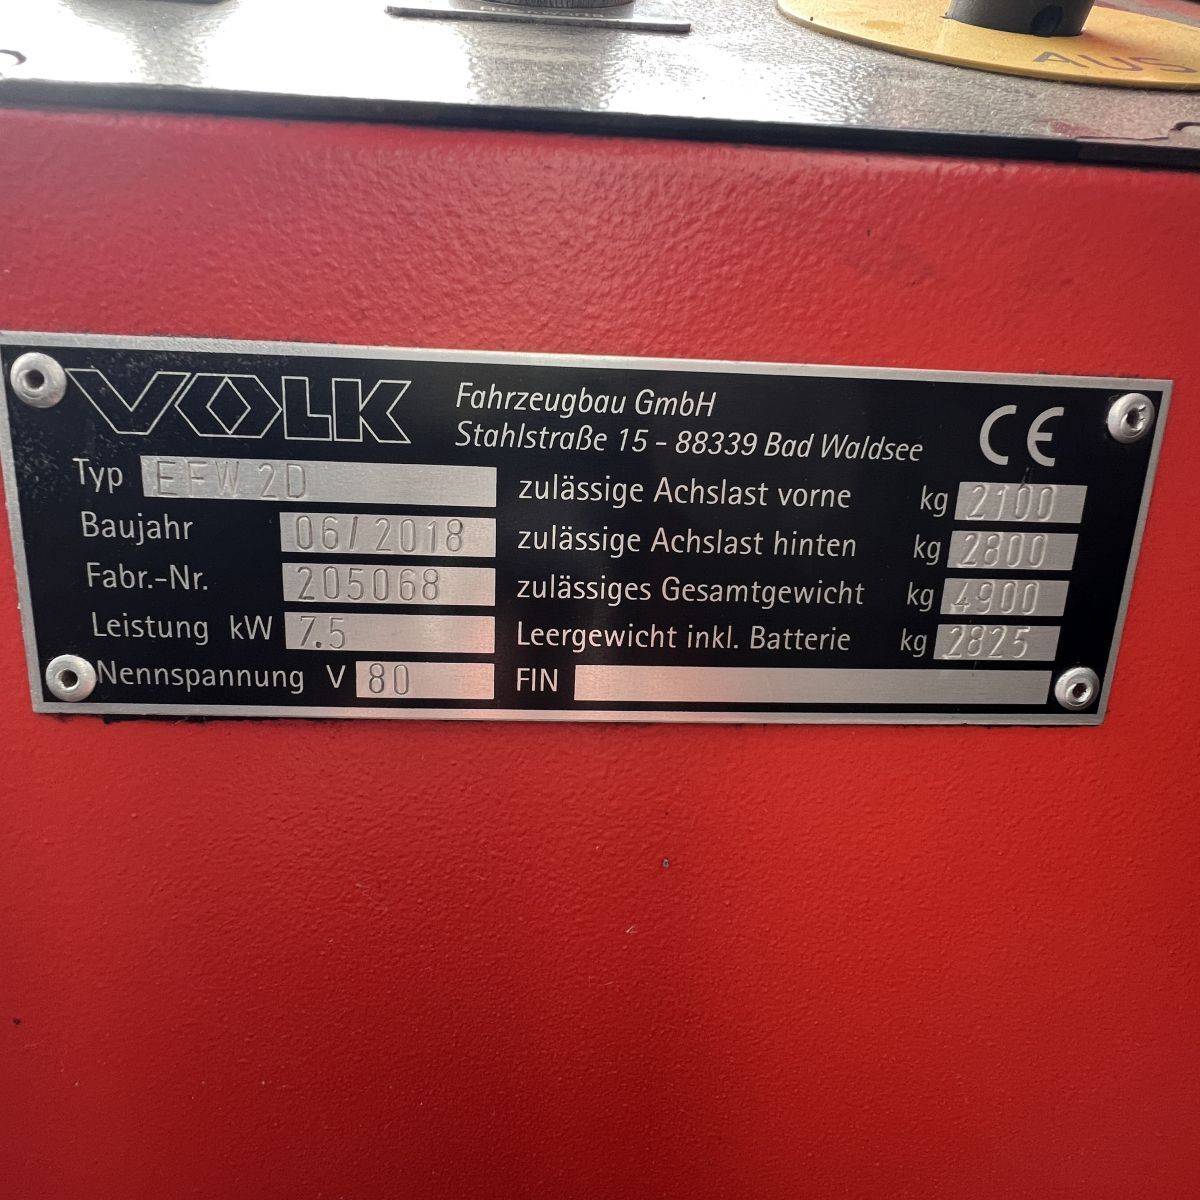 AUS
VOLK
Fahrzeugbau GmbH
Stahlstraße 15 - 88339 Bad Waldsee
CE
Typ EFW 2D
Baujahr 06/2018
Fabr.-Nr. 205068
Leistung kW 7.5
Nennspannung V 80
zulässige Achslast vorne kg 2100
zulässige Achslast hinten kg 2800
zulässiges Gesamtgewicht kg 4900
Leergewicht inkl. Batterie kg 2825
FIN